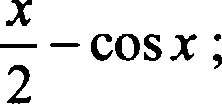 x/2 − cos x ;